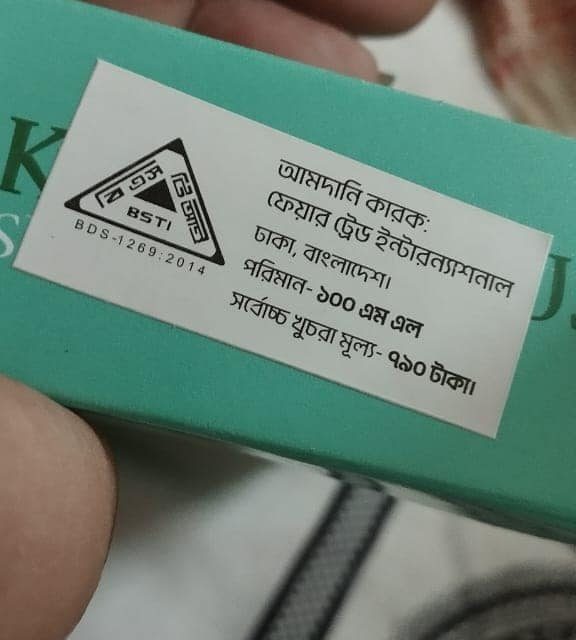 বি এস টি আই
BSTI
BDS-1269:2014
আমদানি কারক:
ফেয়ার ট্রেড ইন্টারন্যাশনাল
ঢাকা, বাংলাদেশ।
পরিমান- ১০০ এম এল
সর্বোচ্চ খুচরা মূল্য- ৭৯০ টাকা।